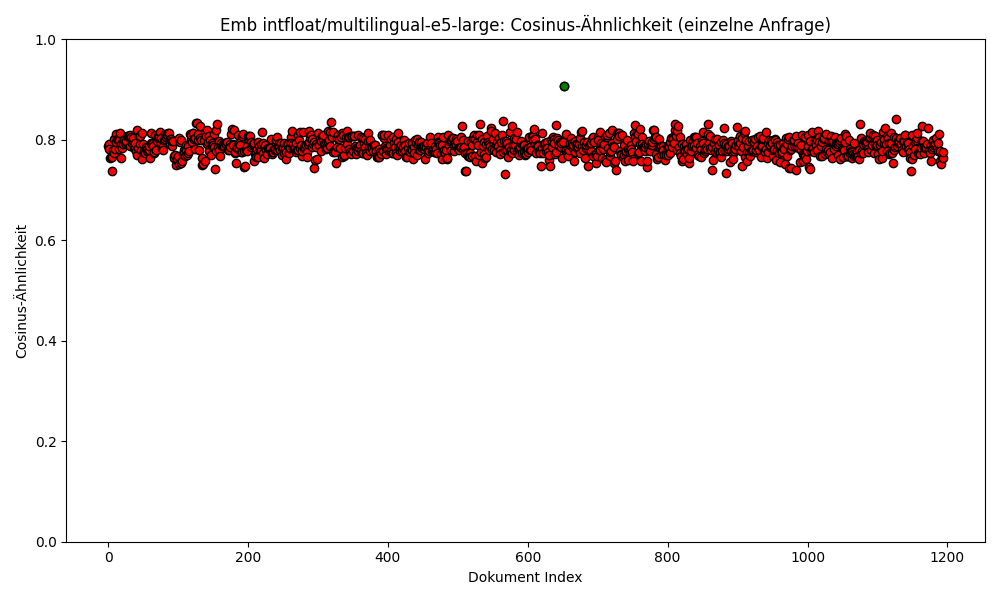 Emb intfloat/multilingual-e5-large: Cosinus-Ähnlichkeit (einzelne Anfrage)
1.0
0.8
0.6
0.4
0.2
0.0
Cosinus-Ähnlichkeit
0 200 400 600 800 1000 1200
Dokument Index